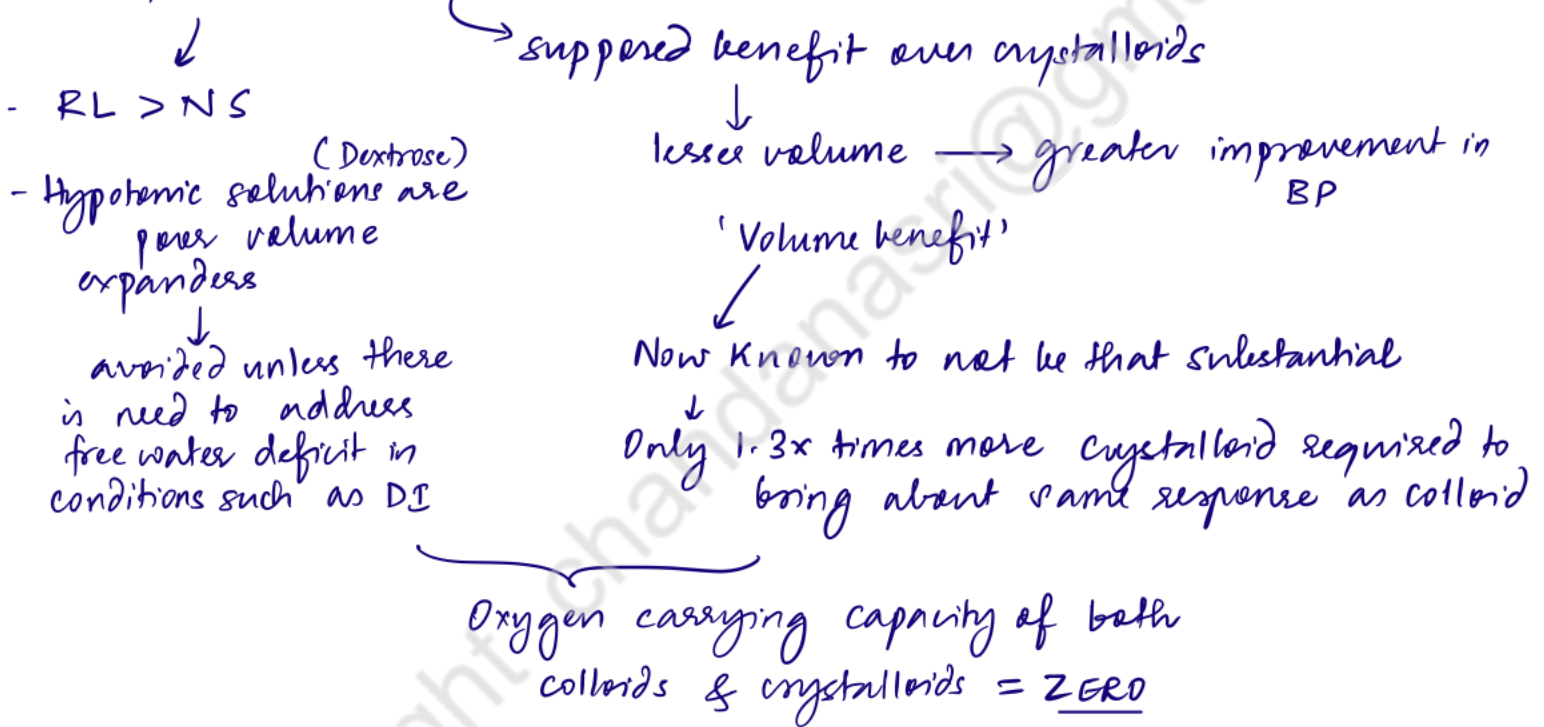 - RL > NS
(Dextrose)
- Hypotonic solutions are
poor volume
expanders
avoided unless there
is need to address
free water deficit in
conditions such as DI
supposed benefit over crystalloids
lesser volume → greater improvement in
BP
'Volume benefit'
Now Known to not be that substantial
Only 1.3x times more crystalloid required to
bring about same response as colloid
Oxygen carrying capacity of both
colloids & crystalloids = ZERO
ght chandanasri@gm